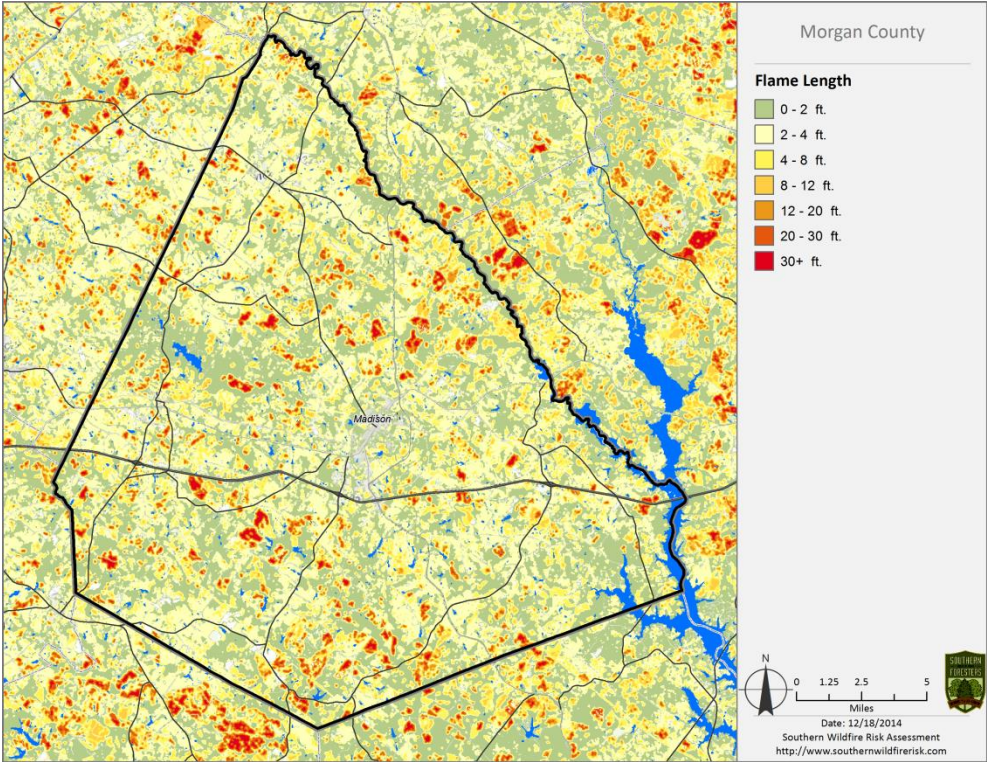 Morgan County
Flame Length
0 - 2 ft.
2 - 4 ft.
4 - 8 ft.
8 - 12 ft.
12 - 20 ft.
20 - 30 ft.
30+ ft.
Madison
N
0 1.25 2.5 5
Miles
SOUTHERN
FORESTERS
Date: 12/18/2014
Southern Wildfire Risk Assessment
http://www.southernwildfirerisk.com